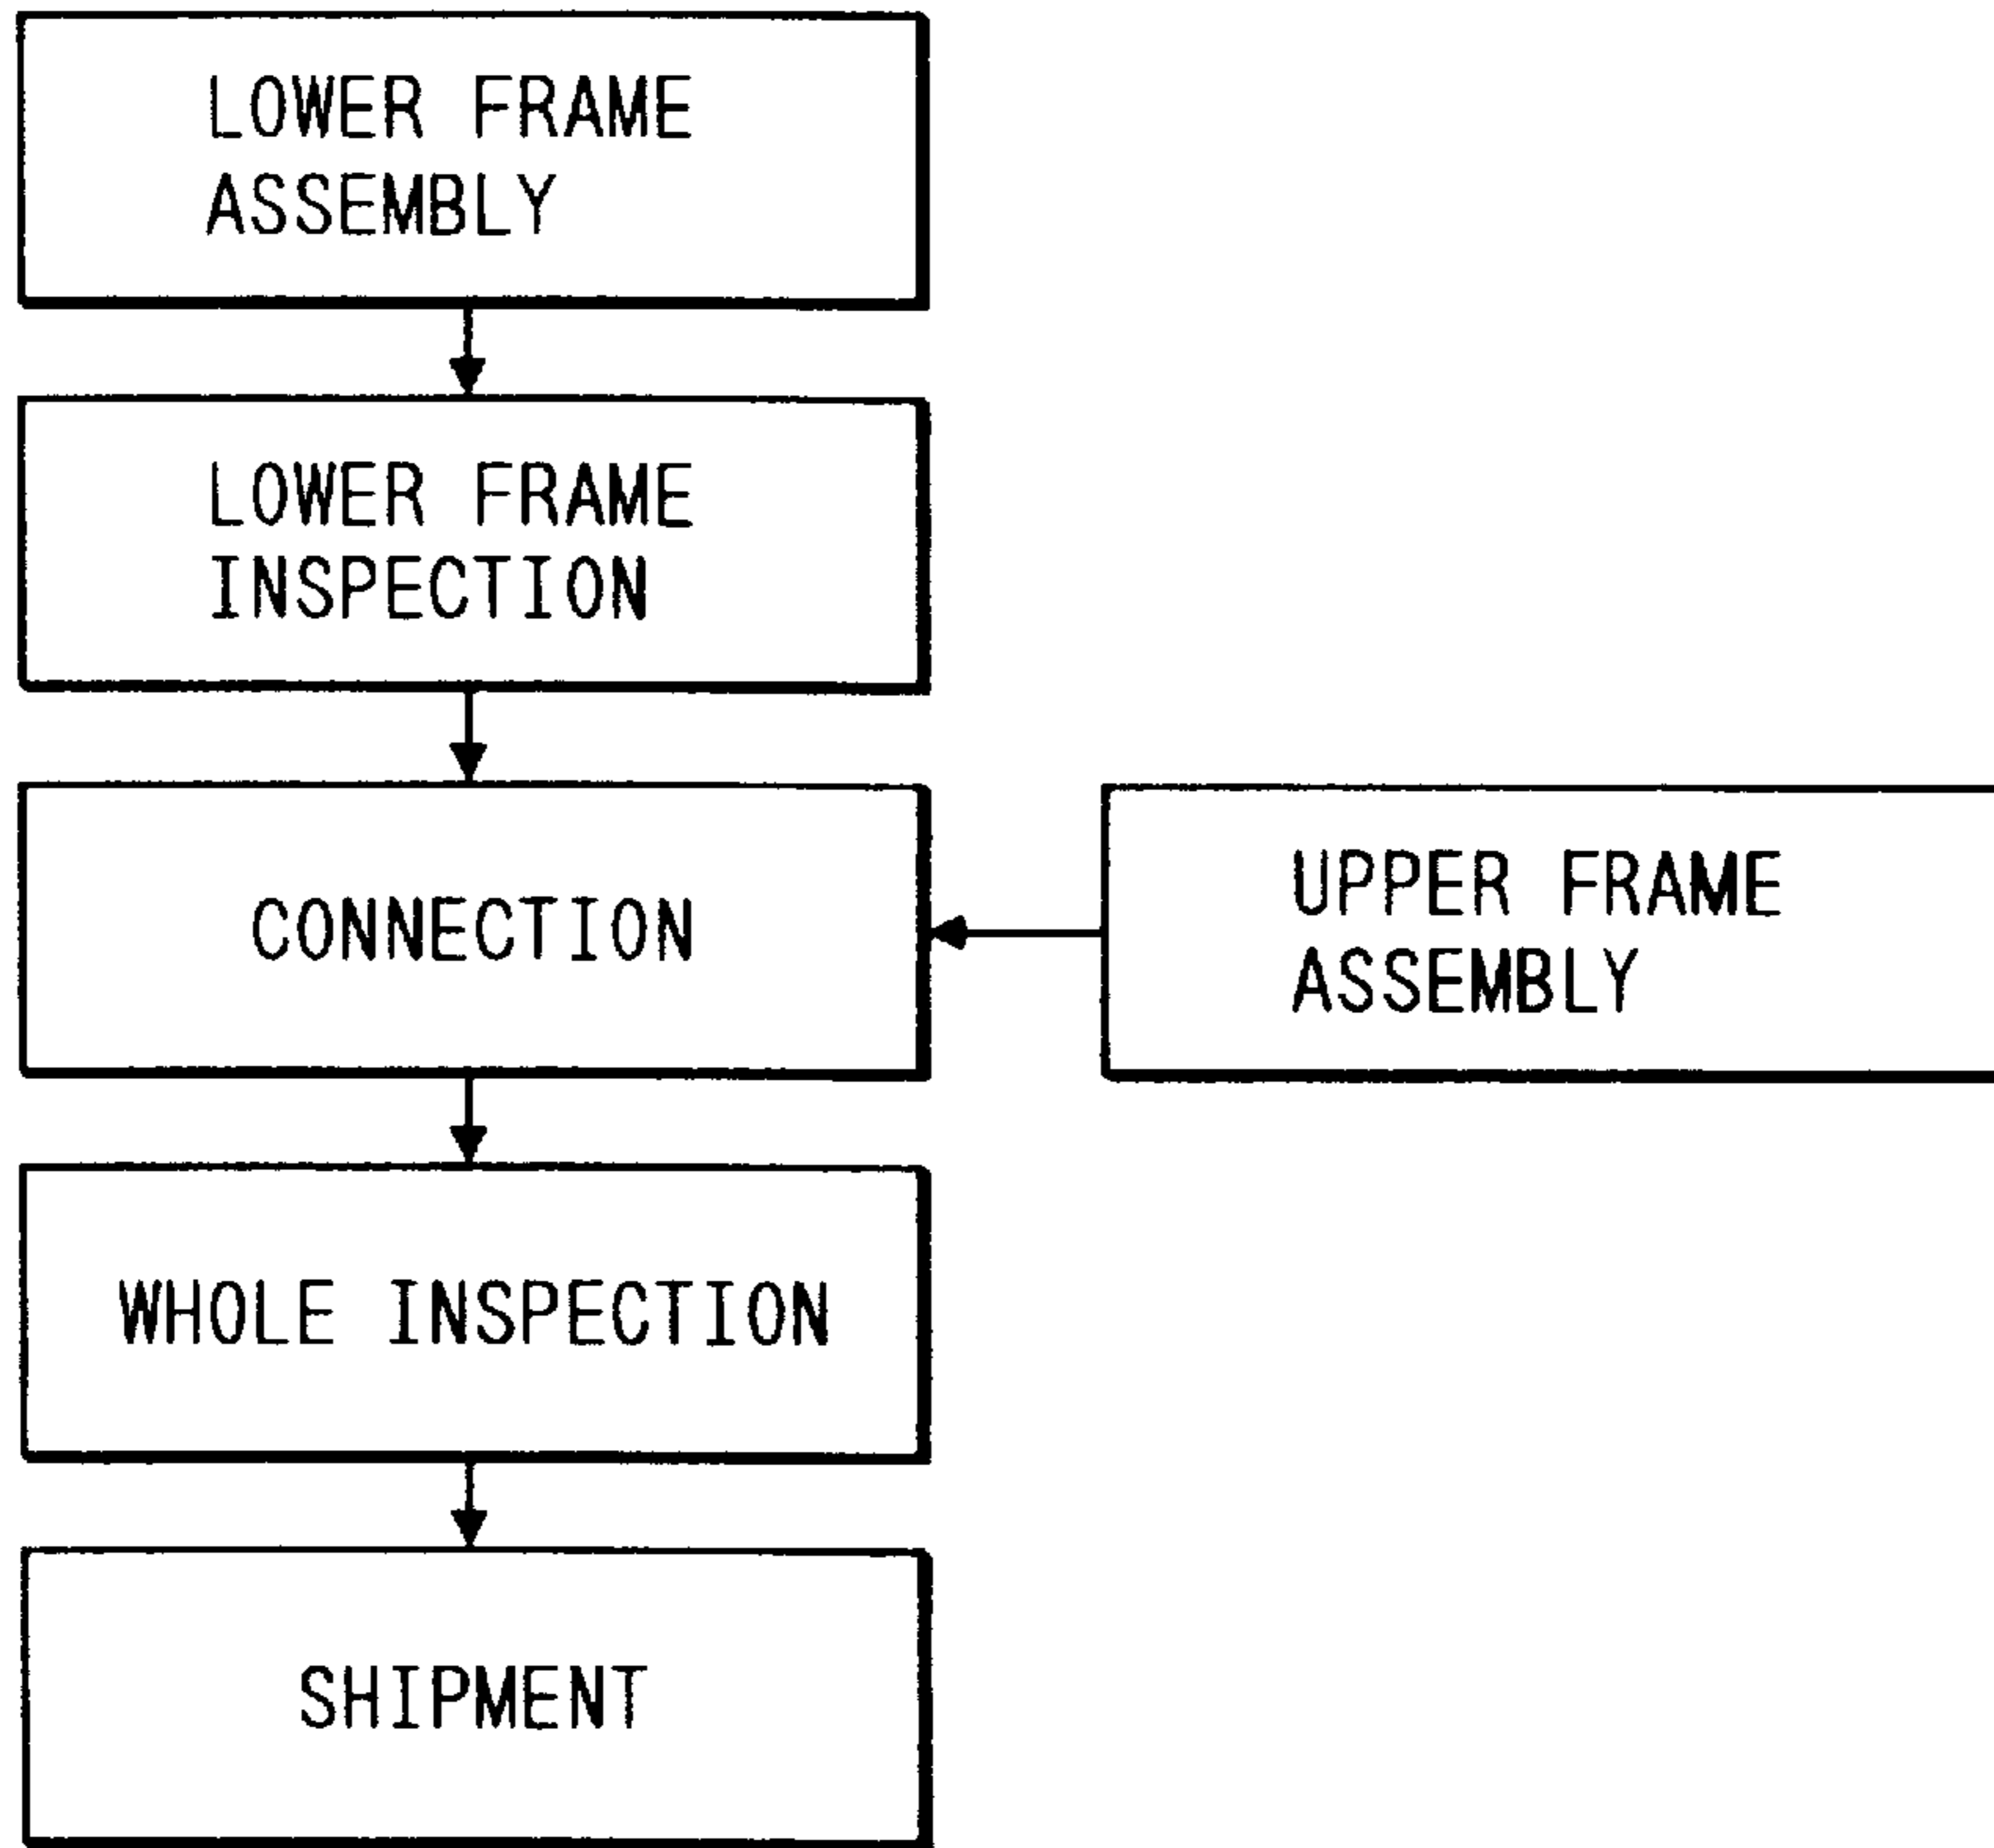 LOWER FRAME
ASSEMBLY
LOWER FRAME
INSPECTION
CONNECTION
UPPER FRAME
ASSEMBLY
WHOLE INSPECTION
SHIPMENT